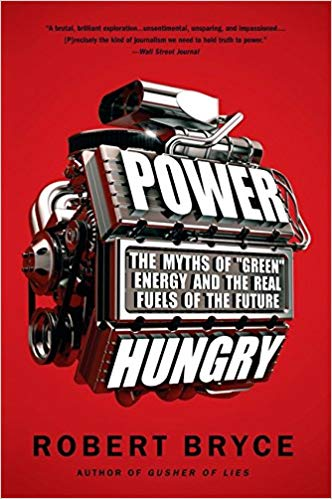 "A brutal, brilliant exploration...unsentimental, unsparing, and impassioned....
[P]recisely the kind of journalism we need to hold truth to power."
—Wall Street Journal
POWER
THE MYTHS OF "GREEN"
ENERGY AND THE REAL
FUELS OF THE FUTURE
HUNGRY
ROBERT BRYCE
AUTHOR OF GUSHER OF LIES